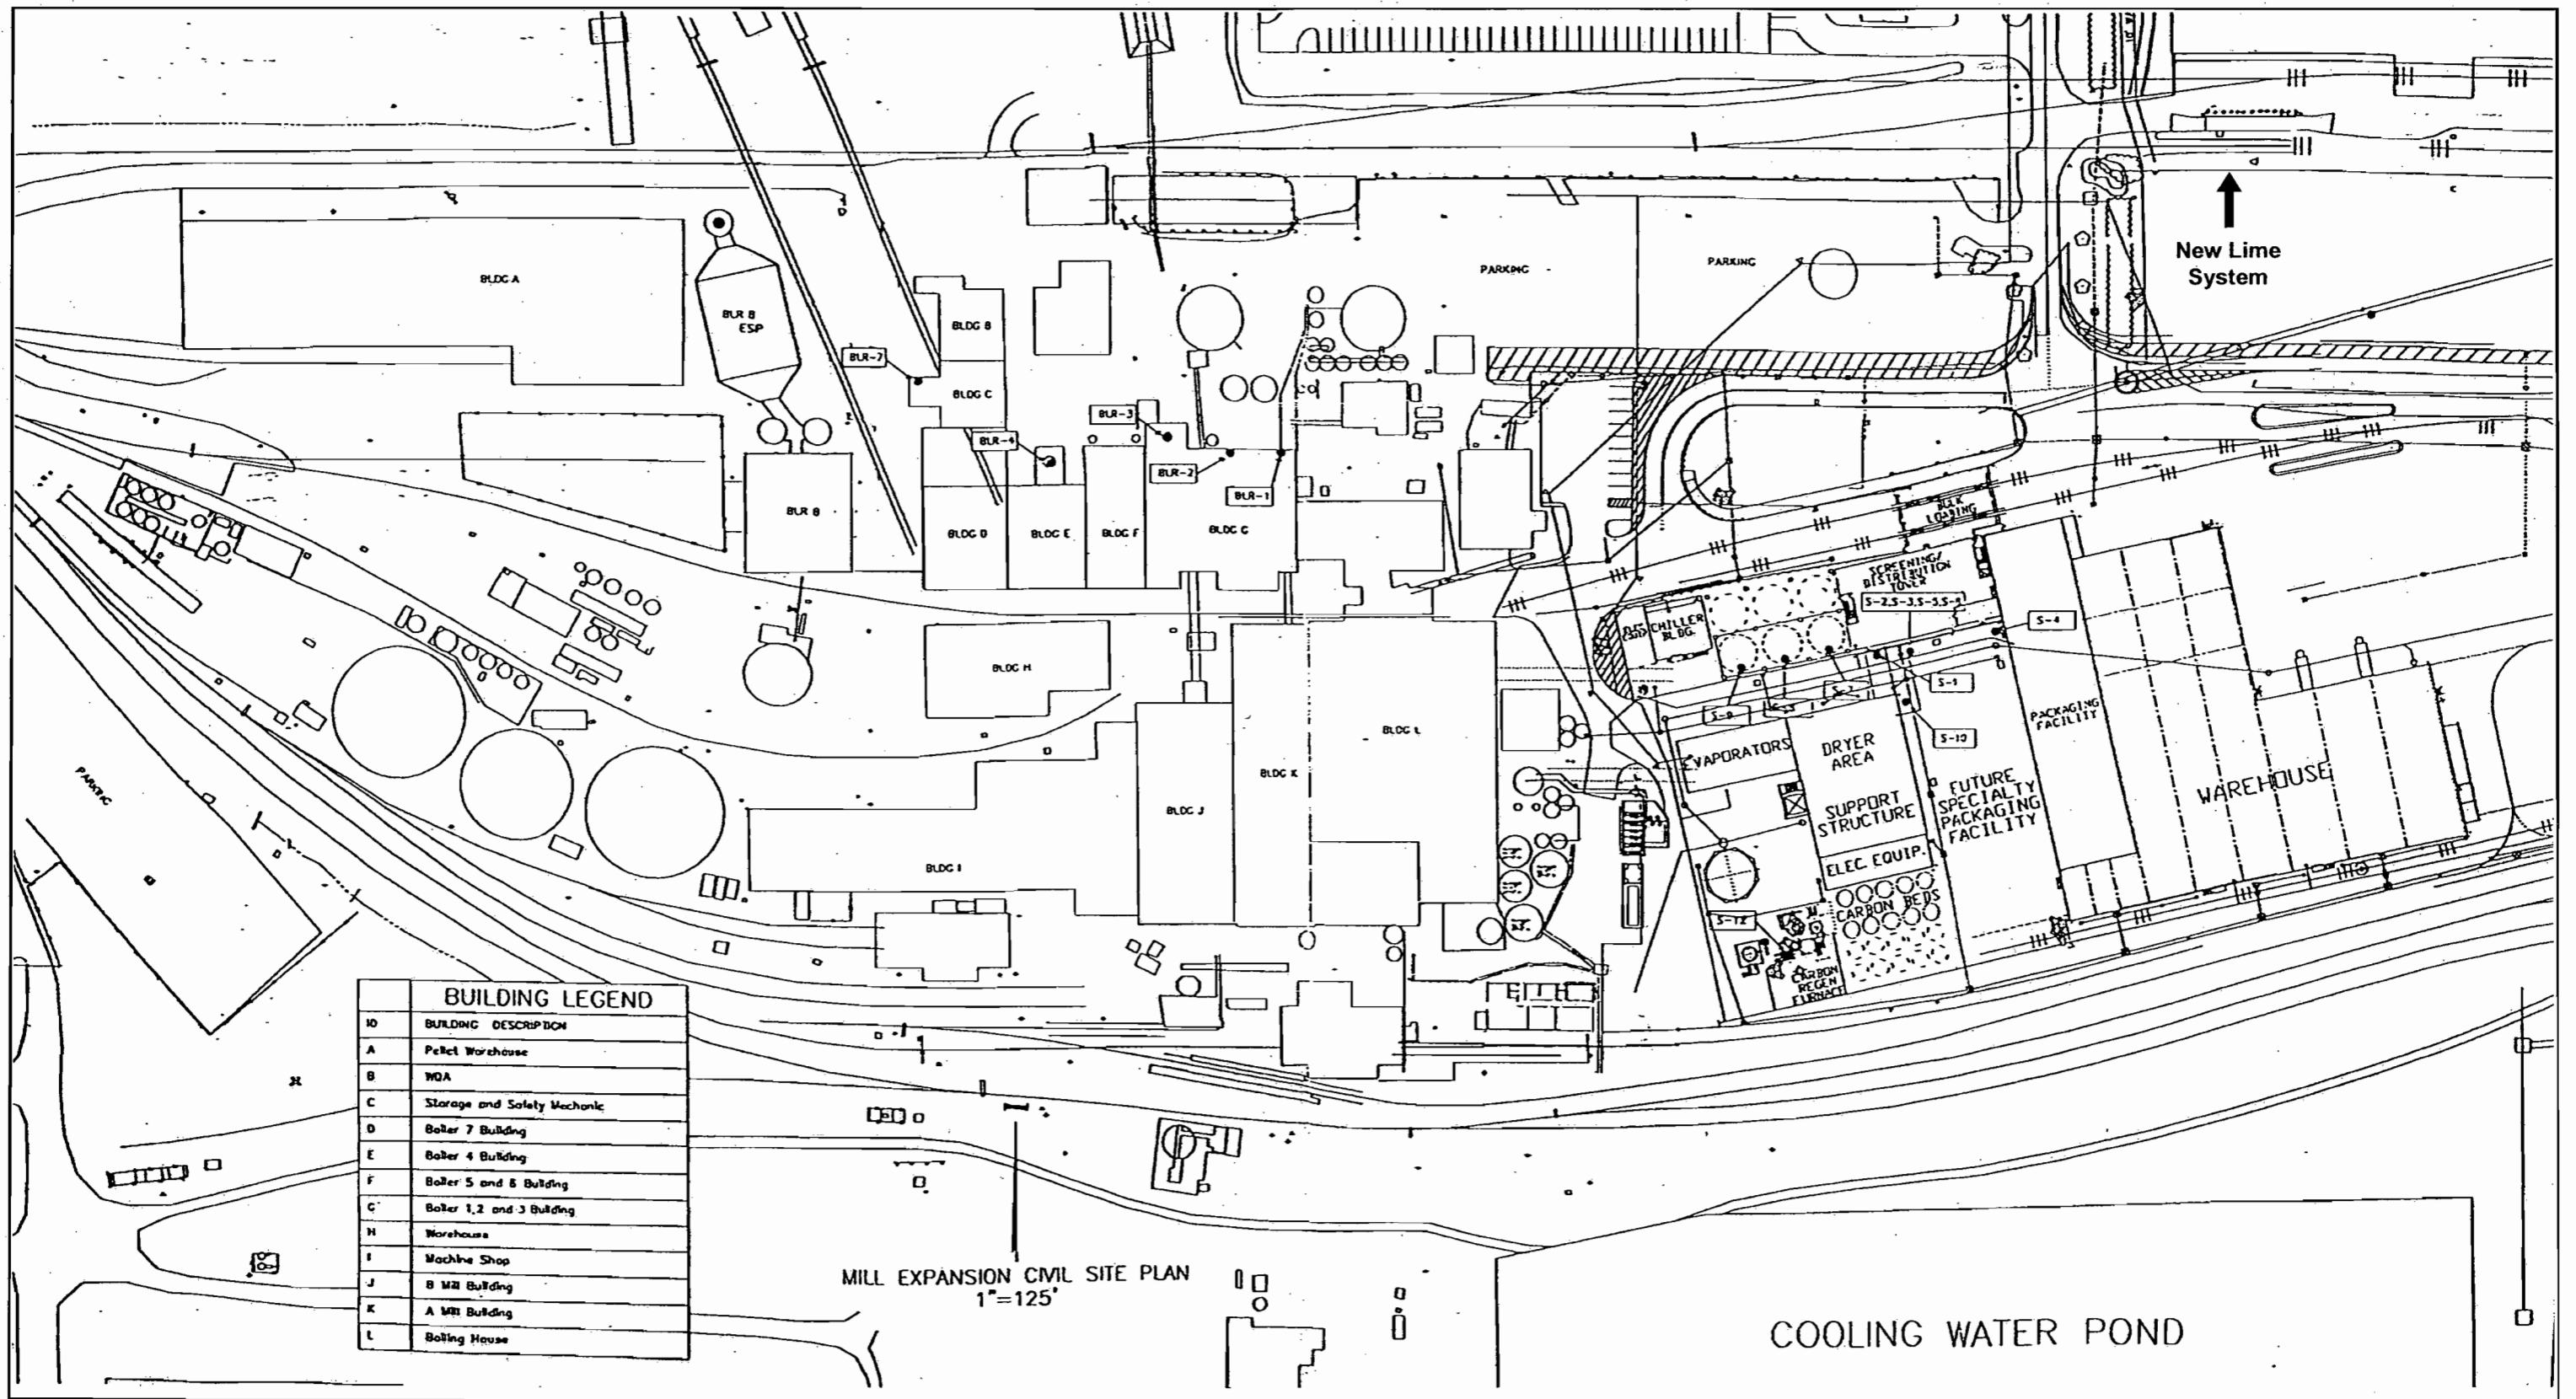 New Lime
System
PARKING
PARKING
BLDG A
BLR 8
ESP
BLDG B
BLR-7
BLDG C
BLR-3
BLR-4
BLR-2
BLR-1
BLR 8
BLDG D
BLDG E
BLDG F
BLDG G
BULK
LOADING
SCREENING/
DISTRIBUTION
TOWER
S-4
CHILLER
BLDG.
BLDG H
S-1
S-10
PACKAGING
FACILITY
EVAPORATORS
DRYER
AREA
BLDG L
BLDG K
BLDG J
BLDG I
SUPPORT
STRUCTURE
FUTURE
SPECIALTY
PACKAGING
FACILITY
WAREHOUSE
ELEC. EQUIP.
CARBON BEDS
S-12
CARBON
REGEN
FURNACE
PARKING
BUILDING LEGEND
ID BUILDING DESCRIPTION
A Pellet Warehouse
B WQA
C Storage and Safety Mechanic
D Boiler 7 Building
E Boiler 4 Building
F Boiler 5 and 6 Building
G Boiler 1,2 and 3 Building
H Warehouse
I Machine Shop
J B Mill Building
K A Mill Building
L Boiling House
MILL EXPANSION CIVIL SITE PLAN
1"=125'
COOLING WATER POND